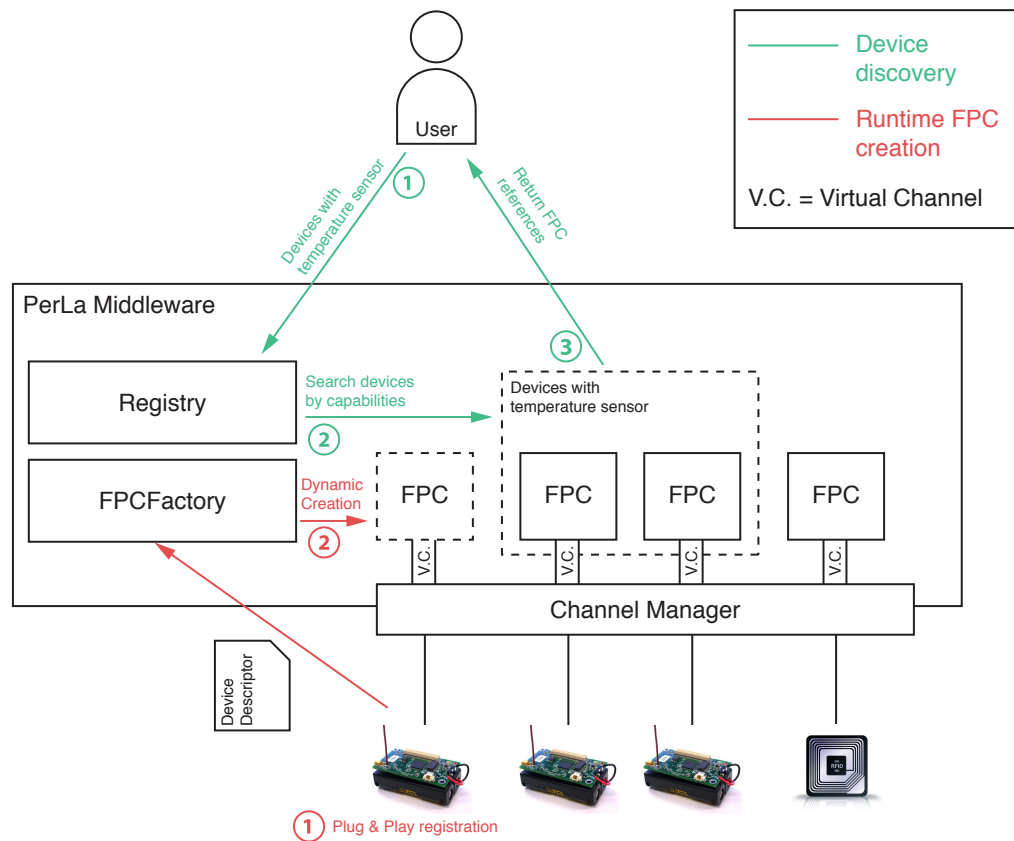 User
Device
discovery
Runtime FPC
creation
V.C. = Virtual Channel
1
Devices with
temperature sensor
Return FPC
references
PerLa Middleware
3
Registry
Search devices
by capabilities
2
Devices with
temperature sensor
FPCFactory
Dynamic
Creation
2
FPC
FPC
FPC
FPC
V.C.
V.C.
V.C.
V.C.
Channel Manager
Device
Descriptor
RFID
1 Plug & Play registration